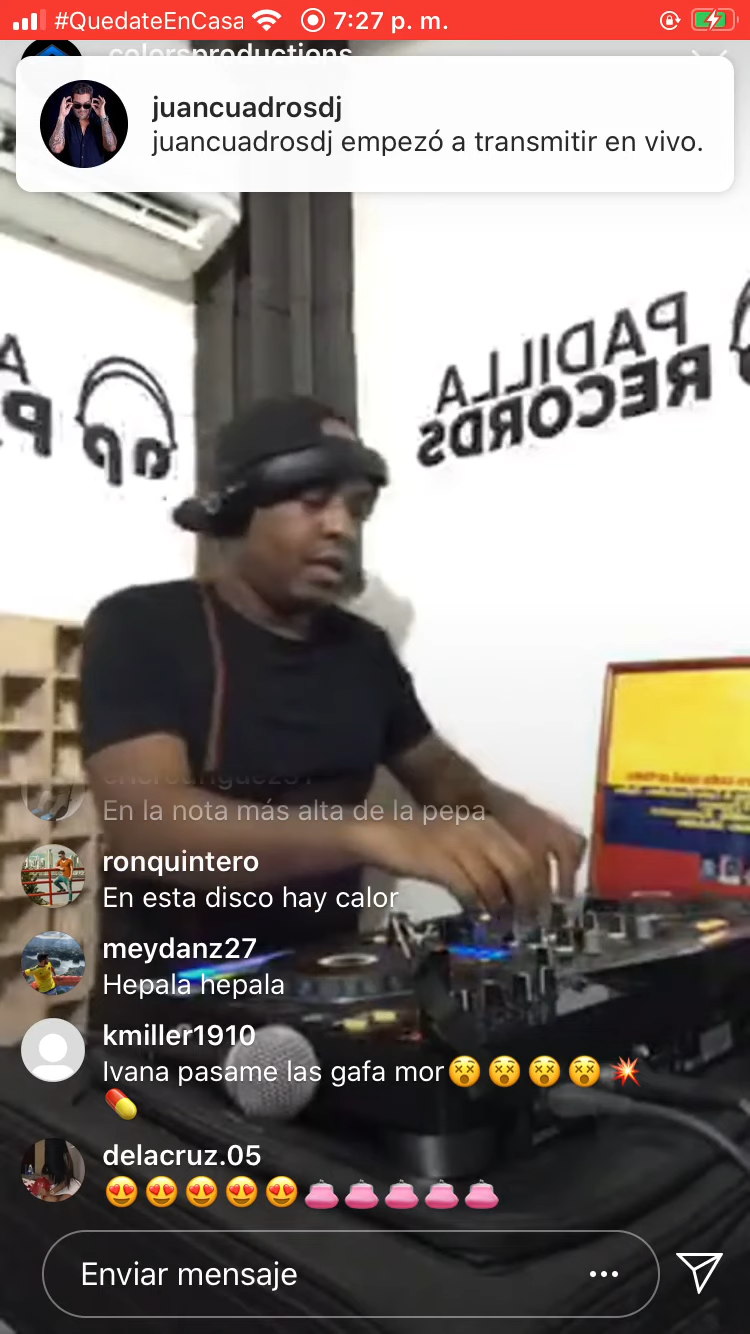 #QuedateEnCasa 7:27 p. m.
colorsproductions
juancuadrosdj
juancuadrosdj empezó a transmitir en vivo.
PADILLA
RECORDS
En la nota más alta de la pepa
ronquintero
En esta disco hay calor
meydanz27
Hepala hepala
kmiller1910
Ivana pasame las gafa mor😵😵😵😵💥
💊
delacruz.05
😍😍😍😍😍👛👛👛👛👛
Enviar mensaje